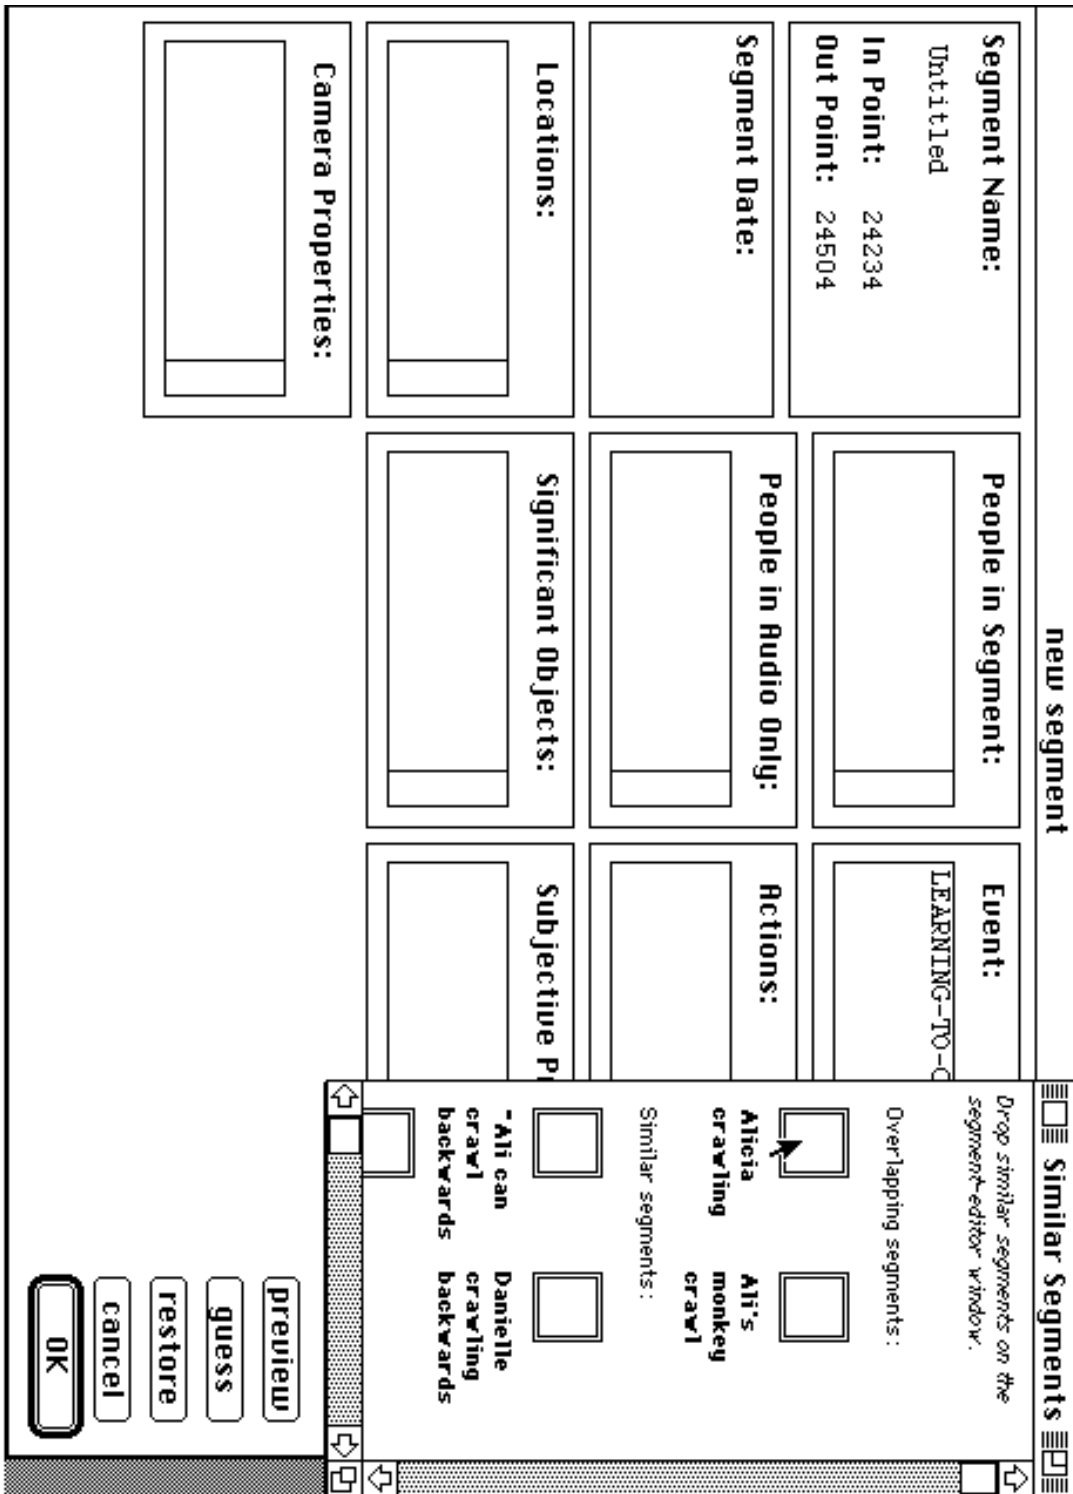 new segment
Segment Name:
Untitled
In Point: 24234
Out Point: 24504
Segment Date:
Locations:
Camera Properties:
People in Segment:
People in Audio Only:
Significant Objects:
Event:
LEARNING-TO-C
Actions:
Subjective Pr
Similar Segments
Drop similar segments on the
segment-editor window.
Overlapping segments:
Alicia
crawling
Ali's
monkey
crawl
Similar segments:
"Ali can
crawl
backwards
Danielle
crawling
backwards
preview
guess
restore
cancel
OK